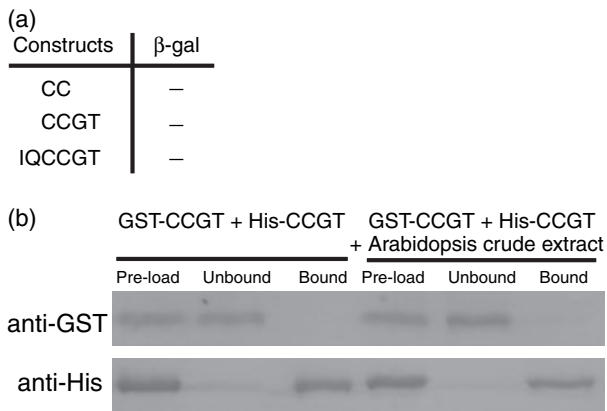 (a)
Constructs β-gal
CC –
CCGT –
IQCCGT –
(b)
GST-CCGT + His-CCGT GST-CCGT + His-CCGT
+ Arabidopsis crude extract
Pre-load Unbound Bound Pre-load Unbound Bound
anti-GST
anti-His